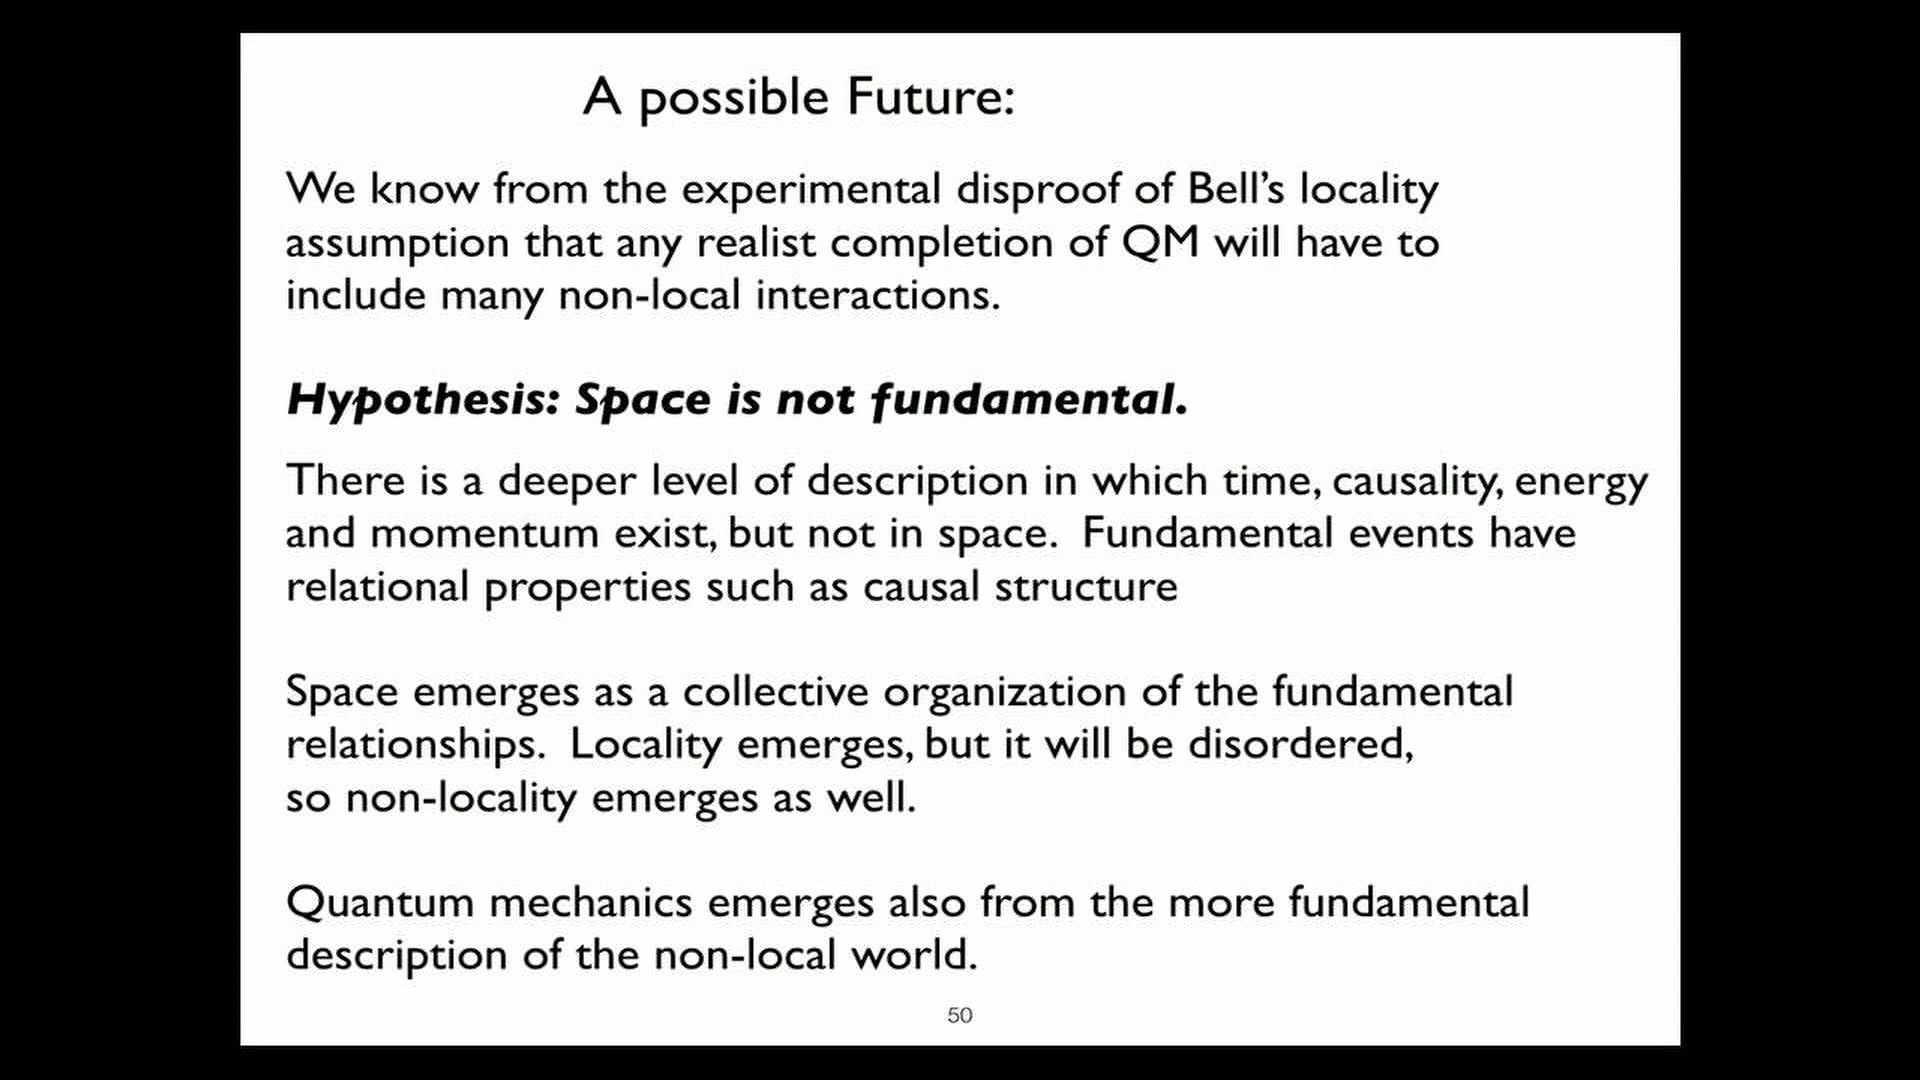 A possible Future:
We know from the experimental disproof of Bell’s locality
assumption that any realist completion of QM will have to
include many non-local interactions.
Hypothesis: Space is not fundamental.
There is a deeper level of description in which time, causality, energy
and momentum exist, but not in space.  Fundamental events have
relational properties such as causal structure
Space emerges as a collective organization of the fundamental
relationships.  Locality emerges, but it will be disordered,
so non-locality emerges as well.
Quantum mechanics emerges also from the more fundamental
description of the non-local world.
50